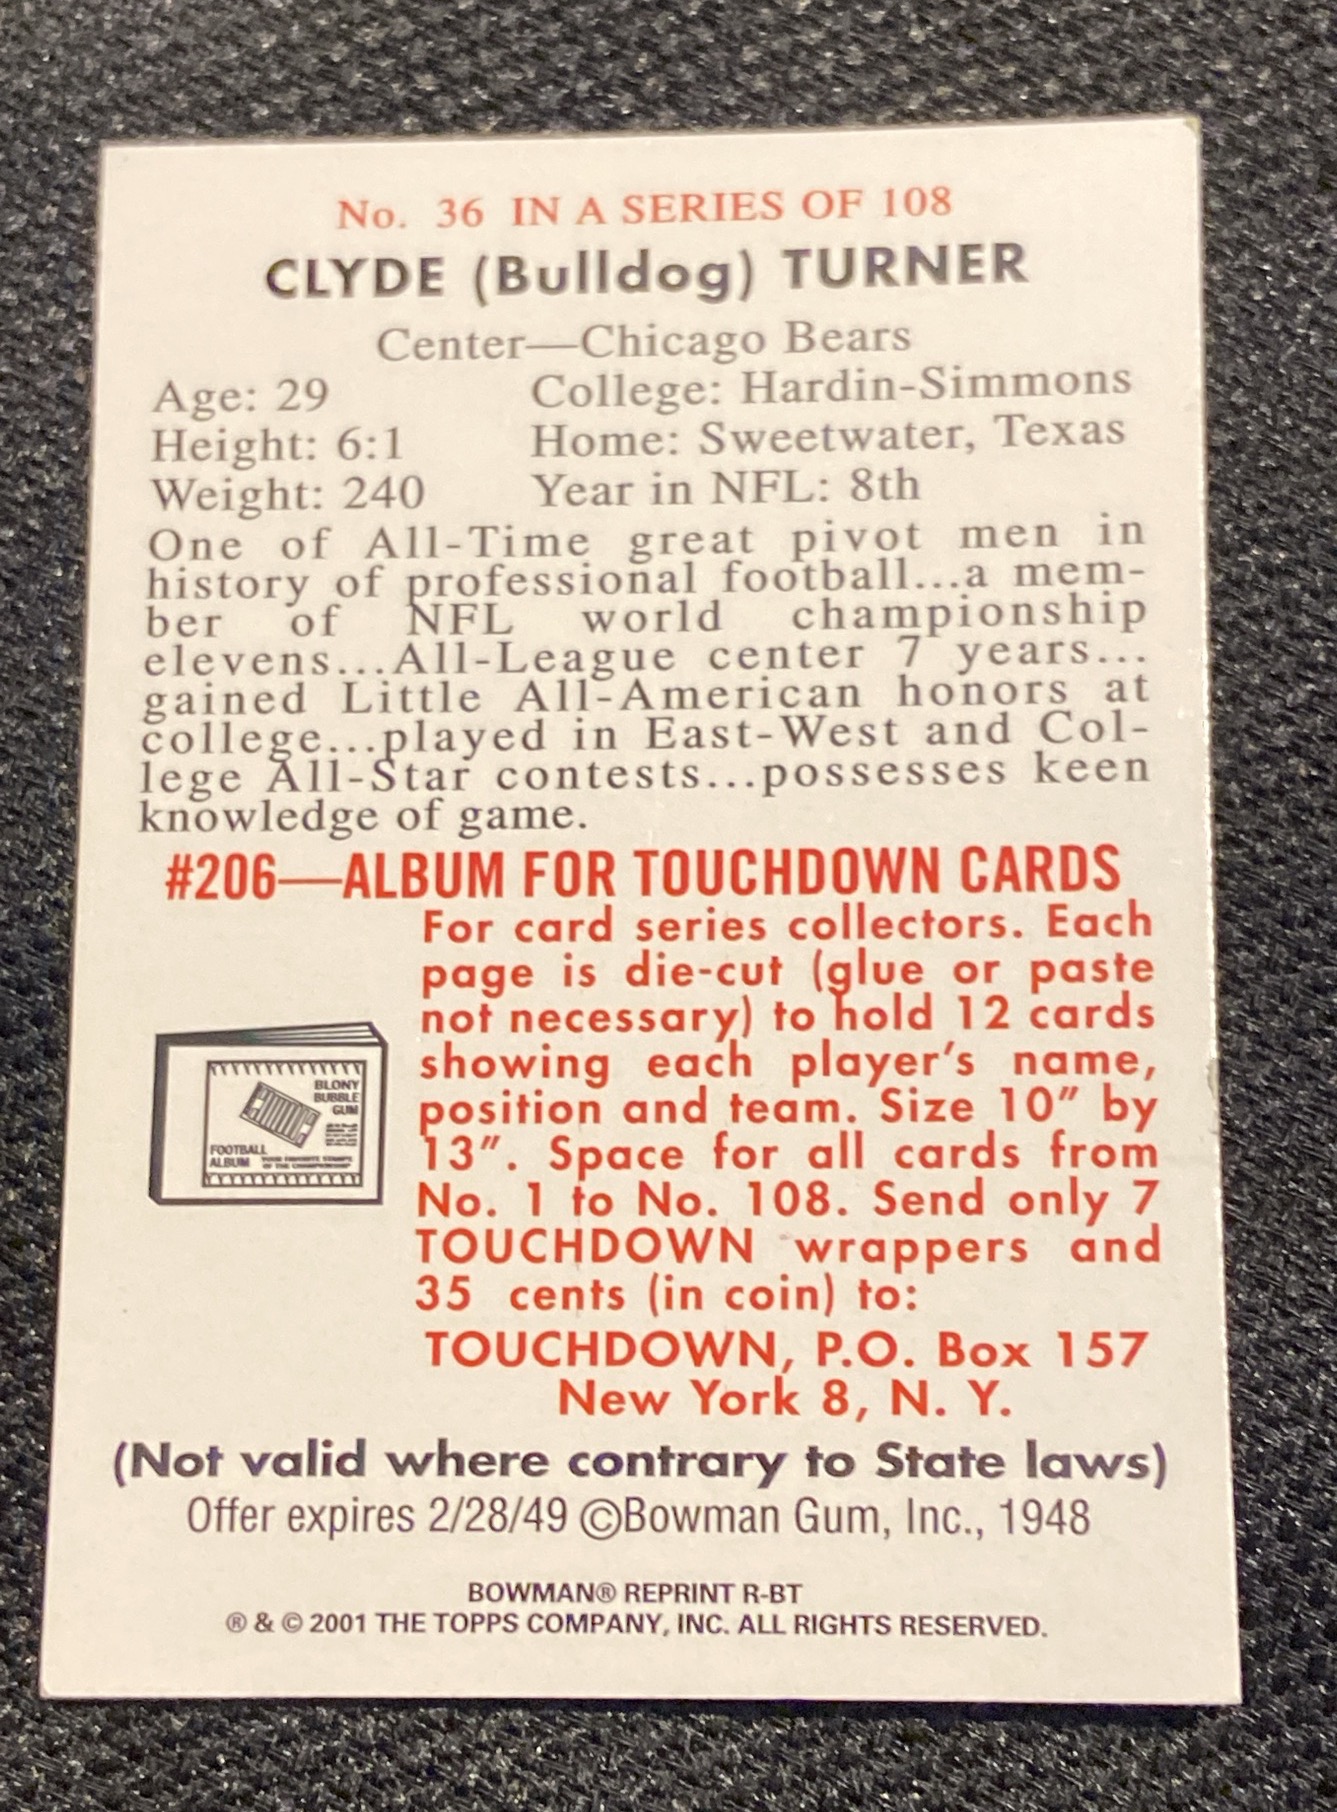 No. 36 IN A SERIES OF 108
CLYDE (Bulldog) TURNER
Center—Chicago Bears
Age: 29 College: Hardin-Simmons
Height: 6:1 Home: Sweetwater, Texas
Weight: 240 Year in NFL: 8th
One of All-Time great pivot men in
history of professional football...a mem-
ber of NFL world championship
elevens...All-League center 7 years...
gained Little All-American honors at
college...played in East-West and Col-
lege All-Star contests...possesses keen
knowledge of game.
#206—ALBUM FOR TOUCHDOWN CARDS
For card series collectors. Each
page is die-cut (glue or paste
not necessary) to hold 12 cards
showing each player's name,
position and team. Size 10" by
13". Space for all cards from
No. 1 to No. 108. Send only 7
TOUCHDOWN wrappers and
35 cents (in coin) to:
TOUCHDOWN, P.O. Box 157
New York 8, N. Y.
BLONY
BUBBLE
GUM
FOOTBALL
ALBUM
(Not valid where contrary to State laws)
Offer expires 2/28/49 ©Bowman Gum, Inc., 1948
BOWMAN® REPRINT R-BT
® & © 2001 THE TOPPS COMPANY, INC. ALL RIGHTS RESERVED.